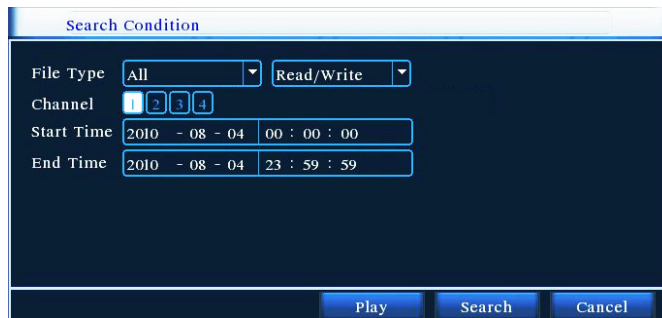 Search Condition
File Type All Read/Write
Channel 1 2 3 4
Start Time 2010 - 08 - 04 00 : 00 : 00
End Time 2010 - 08 - 04 23 : 59 : 59
Play Search Cancel